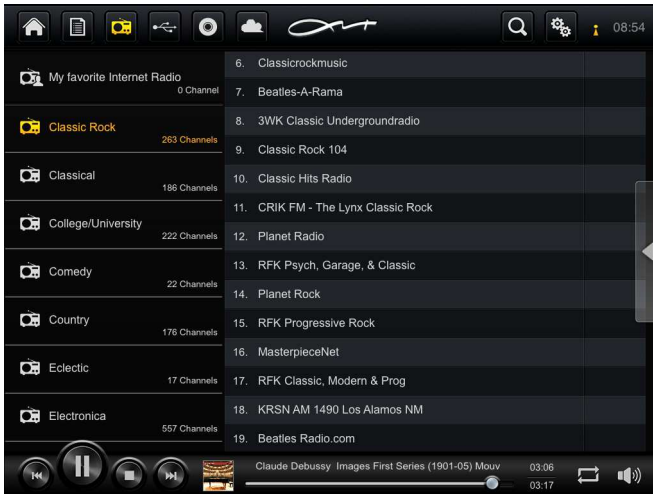 08:54
My favorite Internet Radio
0 Channel
Classic Rock
263 Channels
Classical
186 Channels
College/University
222 Channels
Comedy
22 Channels
Country
176 Channels
Eclectic
17 Channels
Electronica
557 Channels
6. Classicrockmusic
7. Beatles-A-Rama
8. 3WK Classic Undergroundradio
9. Classic Rock 104
10. Classic Hits Radio
11. CRIK FM - The Lynx Classic Rock
12. Planet Radio
13. RFK Psych, Garage, & Classic
14. Planet Rock
15. RFK Progressive Rock
16. MasterpieceNet
17. RFK Classic, Modern & Prog
18. KRSN AM 1490 Los Alamos NM
19. Beatles Radio.com
Claude Debussy Images First Series (1901-05) Mouv
03:06
03:17